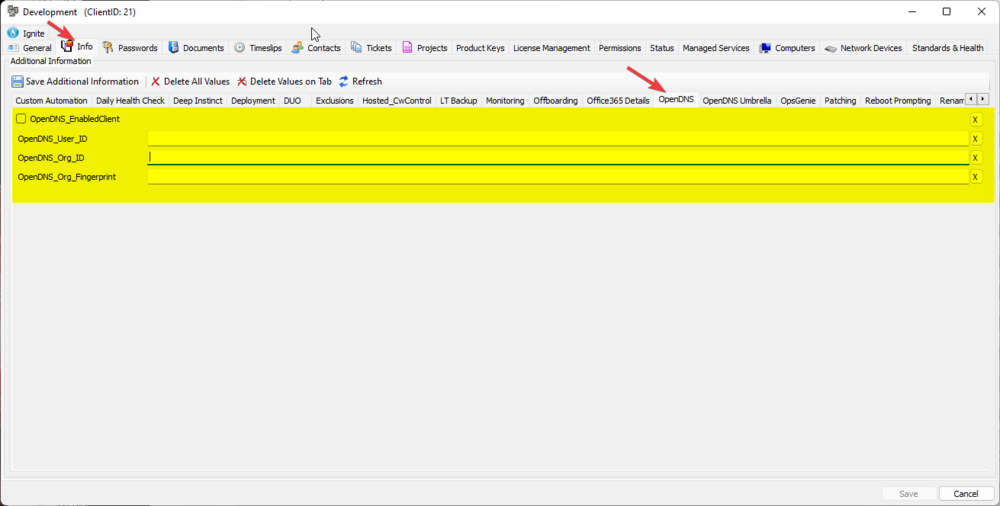 Development (ClientID: 21)
Ignite
General Info Passwords Documents Timeslips Contacts Tickets Projects Product Keys License Management Permissions Status Managed Services Computers Network Devices Standards & Health
Additional Information
Save Additional Information Delete All Values Delete Values on Tab Refresh
Custom Automation Daily Health Check Deep Instinct Deployment DUO Exclusions Hosted_CwControl LT Backup Monitoring Offboarding Office365 Details OpenDNS OpenDNS Umbrella OpsGenie Patching Reboot Prompting Renam
OpenDNS_EnabledClient X
OpenDNS_User_ID X
OpenDNS_Org_ID X
OpenDNS_Org_Fingerprint X
Save Cancel